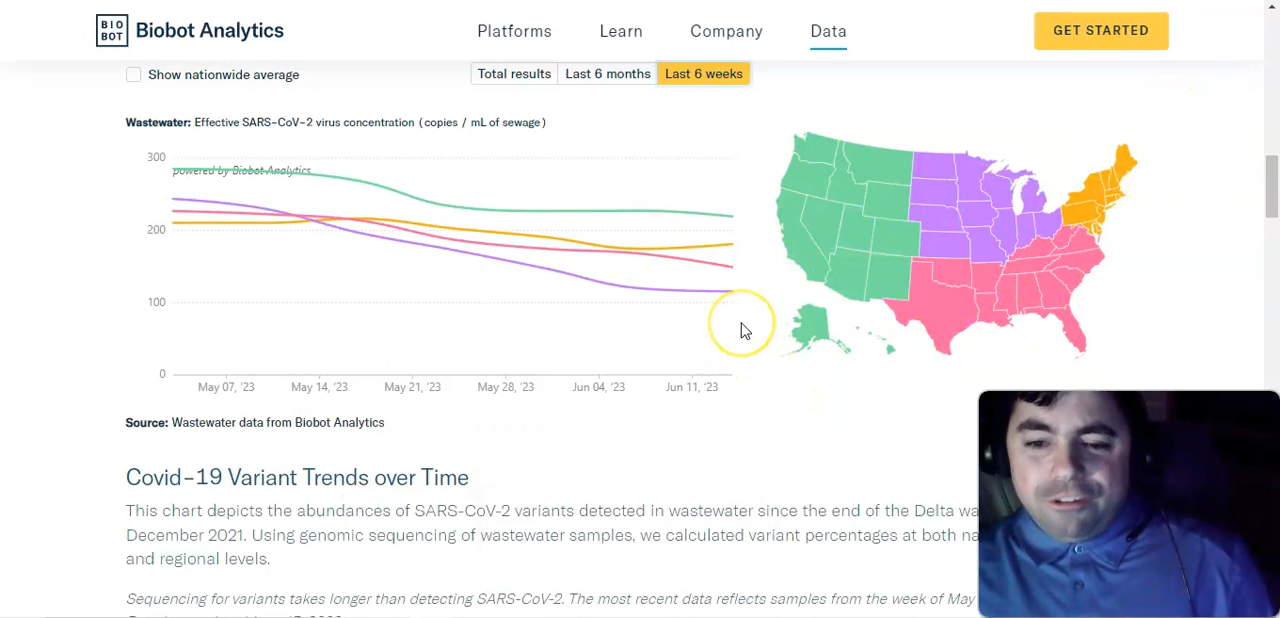 BIO
BOT
Biobot Analytics
Platforms
Learn
Company
Data
GET STARTED
Show nationwide average
Total results
Last 6 months
Last 6 weeks
Wastewater: Effective SARS-CoV-2 virus concentration (copies / mL of sewage)
300
powered by Biobot Analytics
200
100
0
May 07, '23
May 14, '23
May 21, '23
May 28, '23
Jun 04, '23
Jun 11, '23
Source: Wastewater data from Biobot Analytics
Covid-19 Variant Trends over Time
This chart depicts the abundances of SARS-CoV-2 variants detected in wastewater since the end of the Delta
December 2021. Using genomic sequencing of wastewater samples, we calculated variant percentages at both
and regional levels.
Sequencing for variants takes longer than detecting SARS-CoV-2. The most recent data reflects samples from the week of May